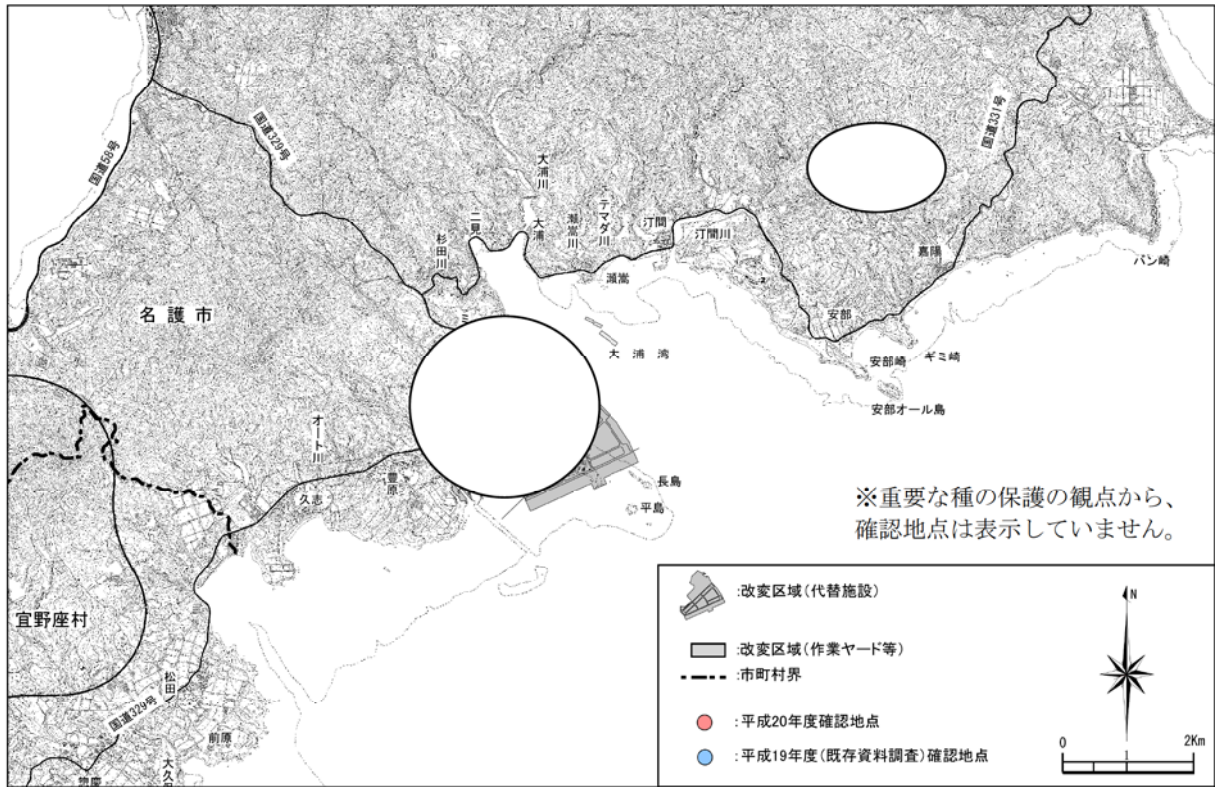 国道58号
国道329号
国道331号
大浦川
二見
大浦
瀬嵩川
テマダ川
汀間
汀間川
杉田川
瀬嵩
嘉陽
バン崎
名護市
大浦湾
安部
安部崎
ギミ崎
安部オール島
オート川
久志
豊原
長島
平島
※重要な種の保護の観点から、
確認地点は表示していません。
宜野座村
松田
国道329号
前原
:改変区域(代替施設)
:改変区域(作業ヤード等)
:市町村界
:平成20年度確認地点
:平成19年度(既存資料調査)確認地点
N
0 1 2Km